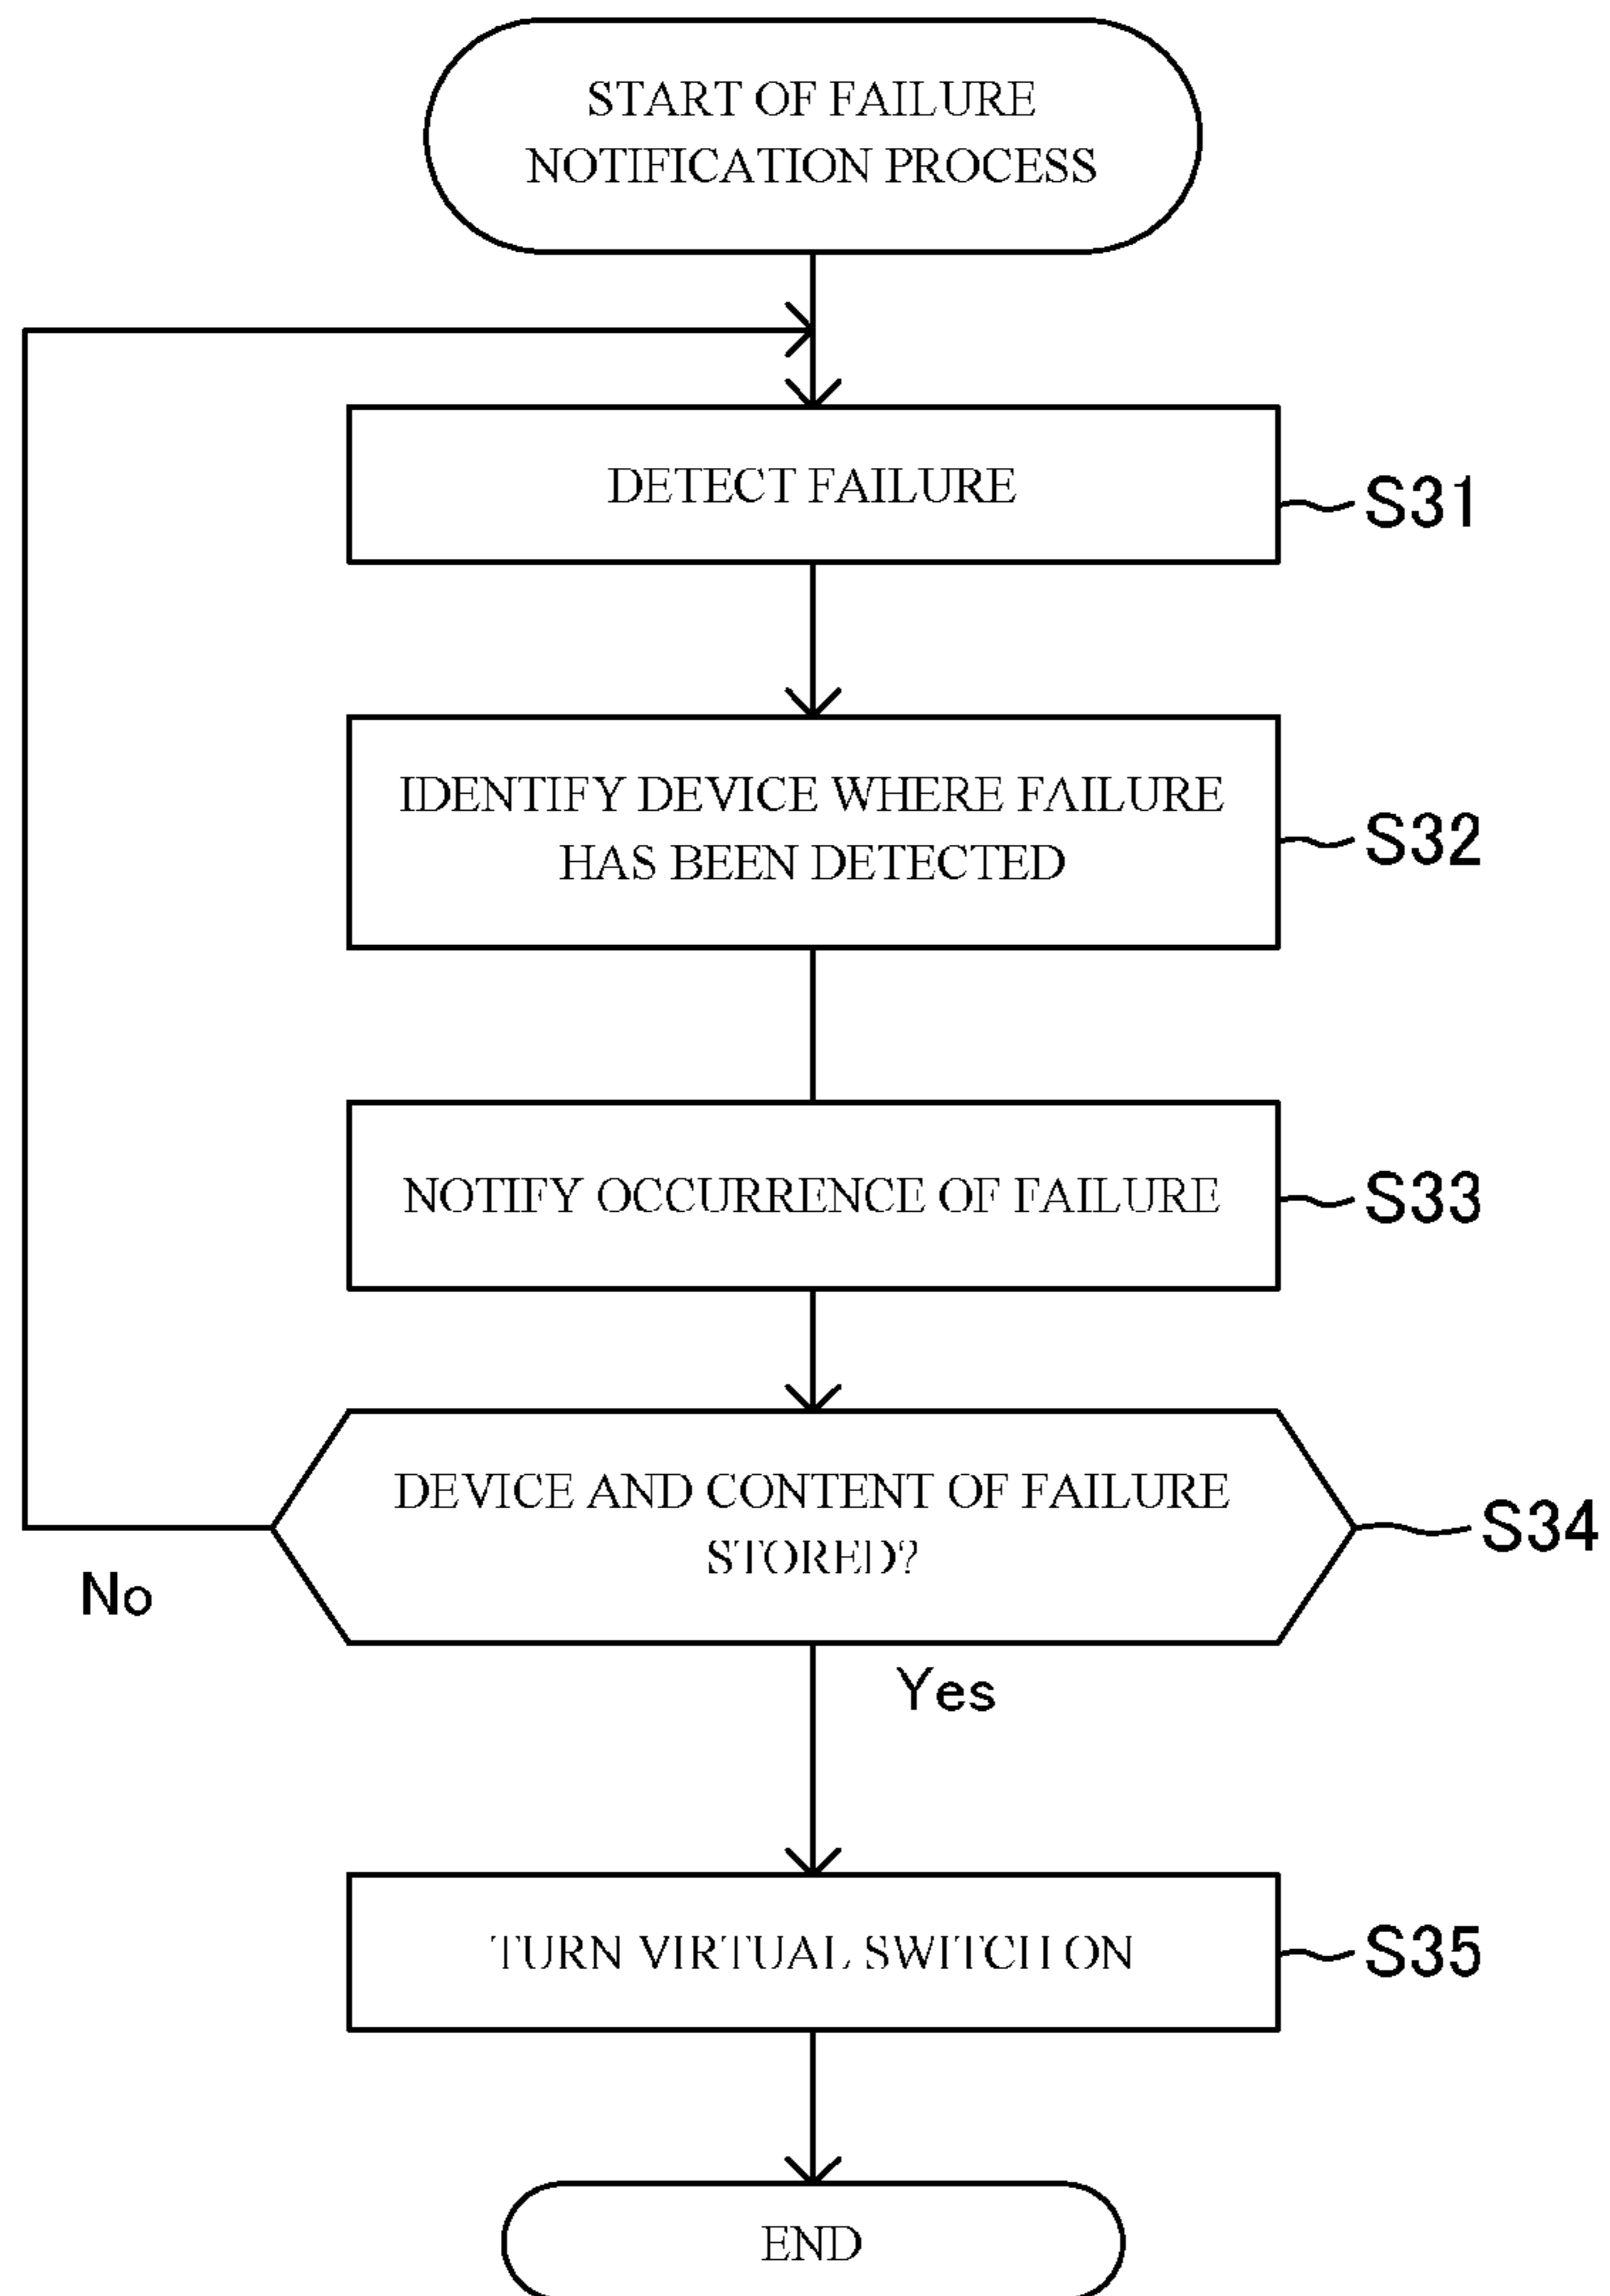 START OF FAILURE
NOTIFICATION PROCESS
DETECT FAILURE
S31
IDENTIFY DEVICE WHERE FAILURE
HAS BEEN DETECTED
S32
NOTIFY OCCURRENCE OF FAILURE
S33
DEVICE AND CONTENT OF FAILURE
STORED?
S34
No
Yes
TURN VIRTUAL SWITCH ON
S35
END